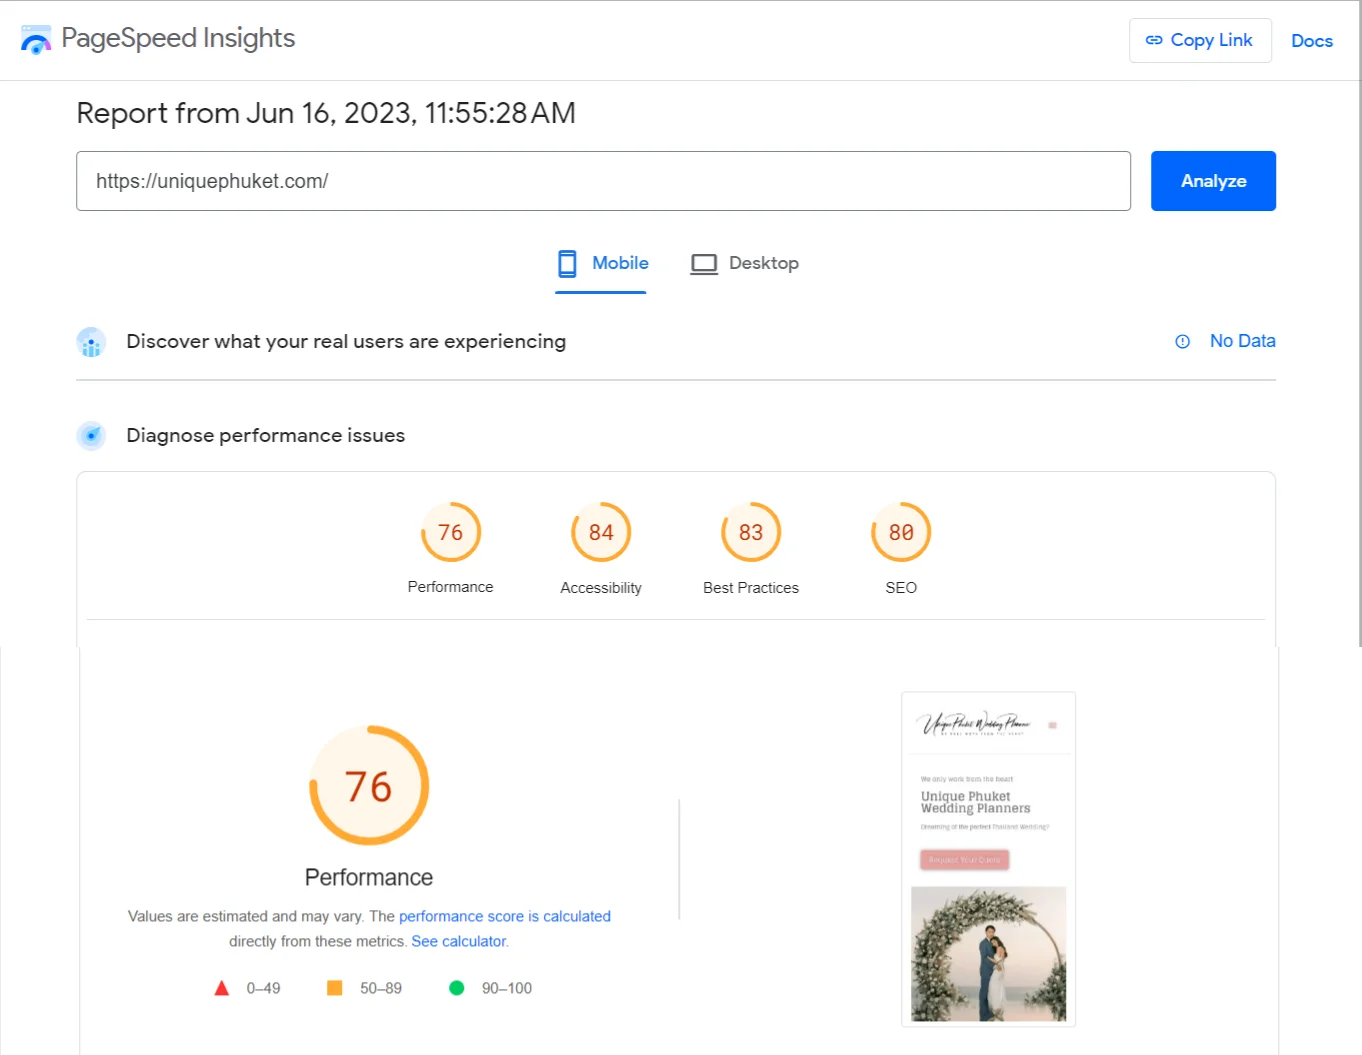 PageSpeed Insights
Copy Link
Docs
Report from Jun 16, 2023, 11:55:28 AM
https://uniquephuket.com/
Analyze
Mobile
Desktop
Discover what your real users are experiencing
No Data
Diagnose performance issues
76
84
83
80
Performance
Accessibility
Best Practices
SEO
76
Performance
Values are estimated and may vary. The performance score is calculated
directly from these metrics. See calculator.
0–49
50–89
90–100
Unique Phuket Wedding Planner
We only work from the heart
Unique Phuket
Wedding Planners
Dreaming of the perfect Thailand Wedding?
Request Your Quote